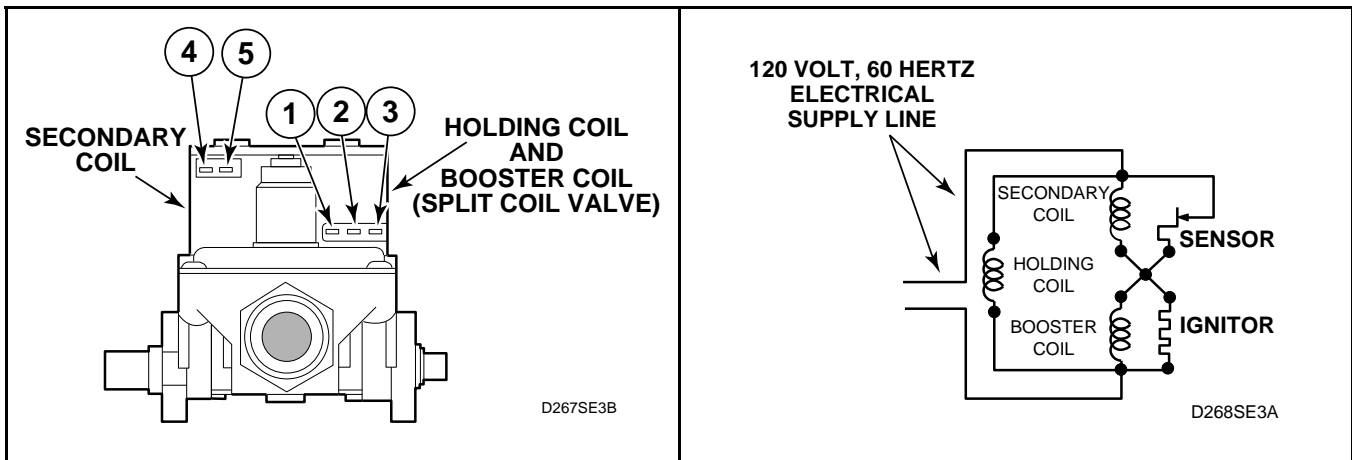 4
5
1
2
3
SECONDARY
COIL
HOLDING COIL
AND
BOOSTER COIL
(SPLIT COIL VALVE)
D267SE3B
120 VOLT, 60 HERTZ
ELECTRICAL
SUPPLY LINE
SECONDARY
COIL
SENSOR
HOLDING
COIL
BOOSTER
COIL
IGNITOR
D268SE3A